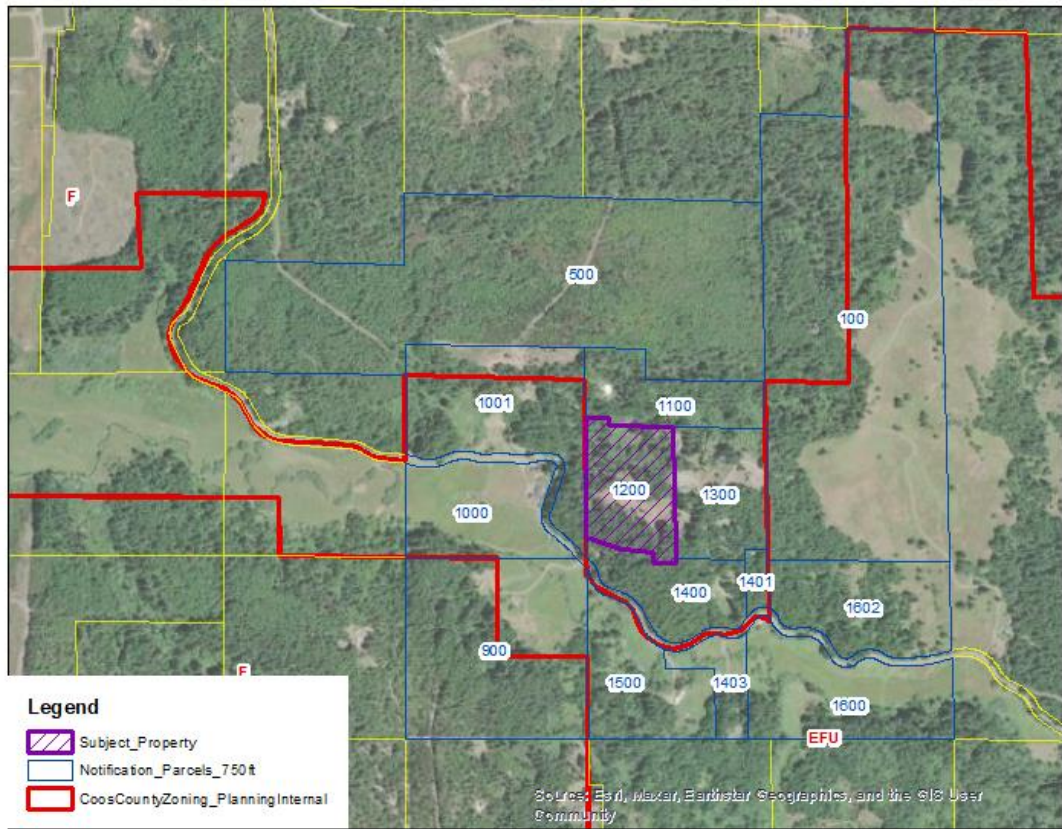 F
500
100
1001
1100
1200
1300
1000
1400
1401
1602
900
F
1500
1403
1600
EFU
Legend
Subject_Property
Notification_Parcels_750ft
CoosCountyZoning_PlanningInternal
Source: Esri, Maxar, Earthstar Geographics, and the GIS User
Community